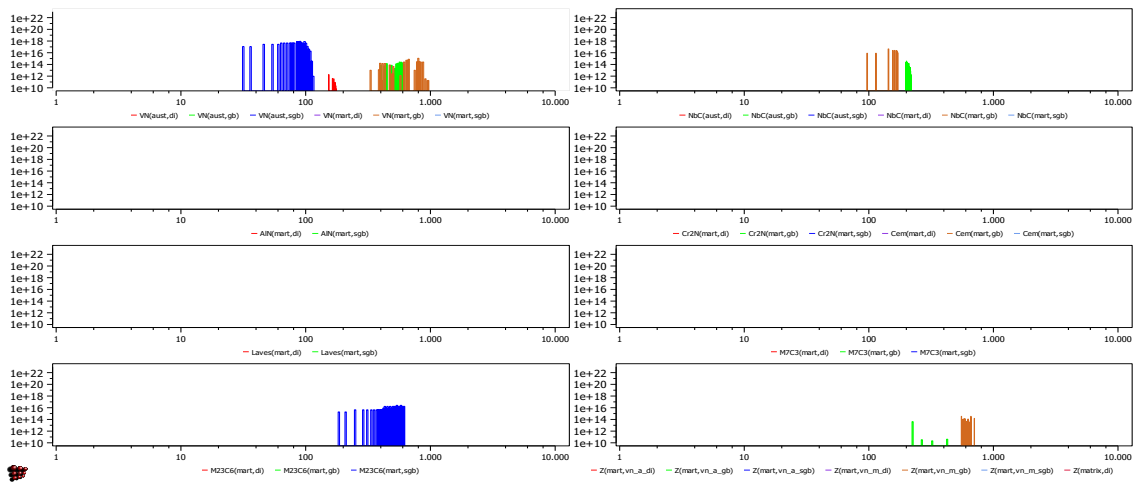 1e+22
1e+20
1e+18
1e+16
1e+14
1e+12
1e+10
1 10 100 1.000 10.000
VN(aust,di) VN(aust,gb) VN(aust,sgb) VN(mart,di) VN(mart,gb) VN(mart,sgb)
1e+22
1e+20
1e+18
1e+16
1e+14
1e+12
1e+10
1 10 100 1.000 10.000
NbC(aust,di) NbC(aust,gb) NbC(aust,sgb) NbC(mart,di) NbC(mart,gb) NbC(mart,sgb)
1e+22
1e+20
1e+18
1e+16
1e+14
1e+12
1e+10
1 10 100 1.000 10.000
AlN(mart,di) AlN(mart,sgb)
1e+22
1e+20
1e+18
1e+16
1e+14
1e+12
1e+10
1 10 100 1.000 10.000
Cr2N(mart,di) Cr2N(mart,gb) Cr2N(mart,sgb) Cem(mart,di) Cem(mart,gb) Cem(mart,sgb)
1e+22
1e+20
1e+18
1e+16
1e+14
1e+12
1e+10
1 10 100 1.000 10.000
Laves(mart,di) Laves(mart,sgb)
1e+22
1e+20
1e+18
1e+16
1e+14
1e+12
1e+10
1 10 100 1.000 10.000
M7C3(mart,di) M7C3(mart,gb) M7C3(mart,sgb)
1e+22
1e+20
1e+18
1e+16
1e+14
1e+12
1e+10
1 10 100 1.000 10.000
M23C6(mart,di) M23C6(mart,gb) M23C6(mart,sgb)
1e+22
1e+20
1e+18
1e+16
1e+14
1e+12
1e+10
1 10 100 1.000 10.000
Z(mart,vn_a_di) Z(mart,vn_a_gb) Z(mart,vn_a_sgb) Z(mart,vn_m_di) Z(mart,vn_m_gb) Z(mart,vn_m_sgb) Z(matrix,di)